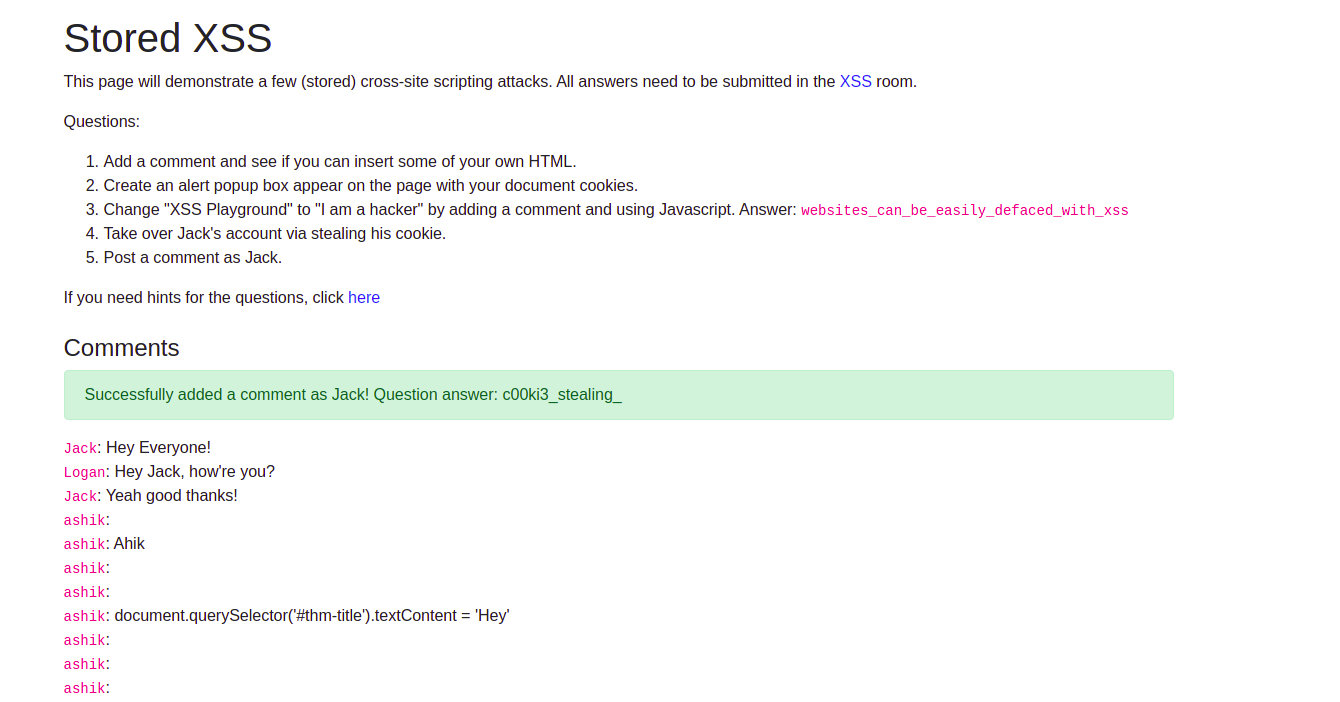 Stored XSS
This page will demonstrate a few (stored) cross-site scripting attacks. All answers need to be submitted in the XSS room.
Questions:
1. Add a comment and see if you can insert some of your own HTML.
2. Create an alert popup box appear on the page with your document cookies.
3. Change "XSS Playground" to "I am a hacker" by adding a comment and using Javascript. Answer: websites_can_be_easily_defaced_with_xss
4. Take over Jack's account via stealing his cookie.
5. Post a comment as Jack.
If you need hints for the questions, click here
Comments
Successfully added a comment as Jack! Question answer: c00ki3_stealing_
Jack: Hey Everyone!
Logan: Hey Jack, how're you?
Jack: Yeah good thanks!
ashik:
ashik: Ahik
ashik:
ashik:
ashik: document.querySelector('#thm-title').textContent = 'Hey'
ashik:
ashik:
ashik: